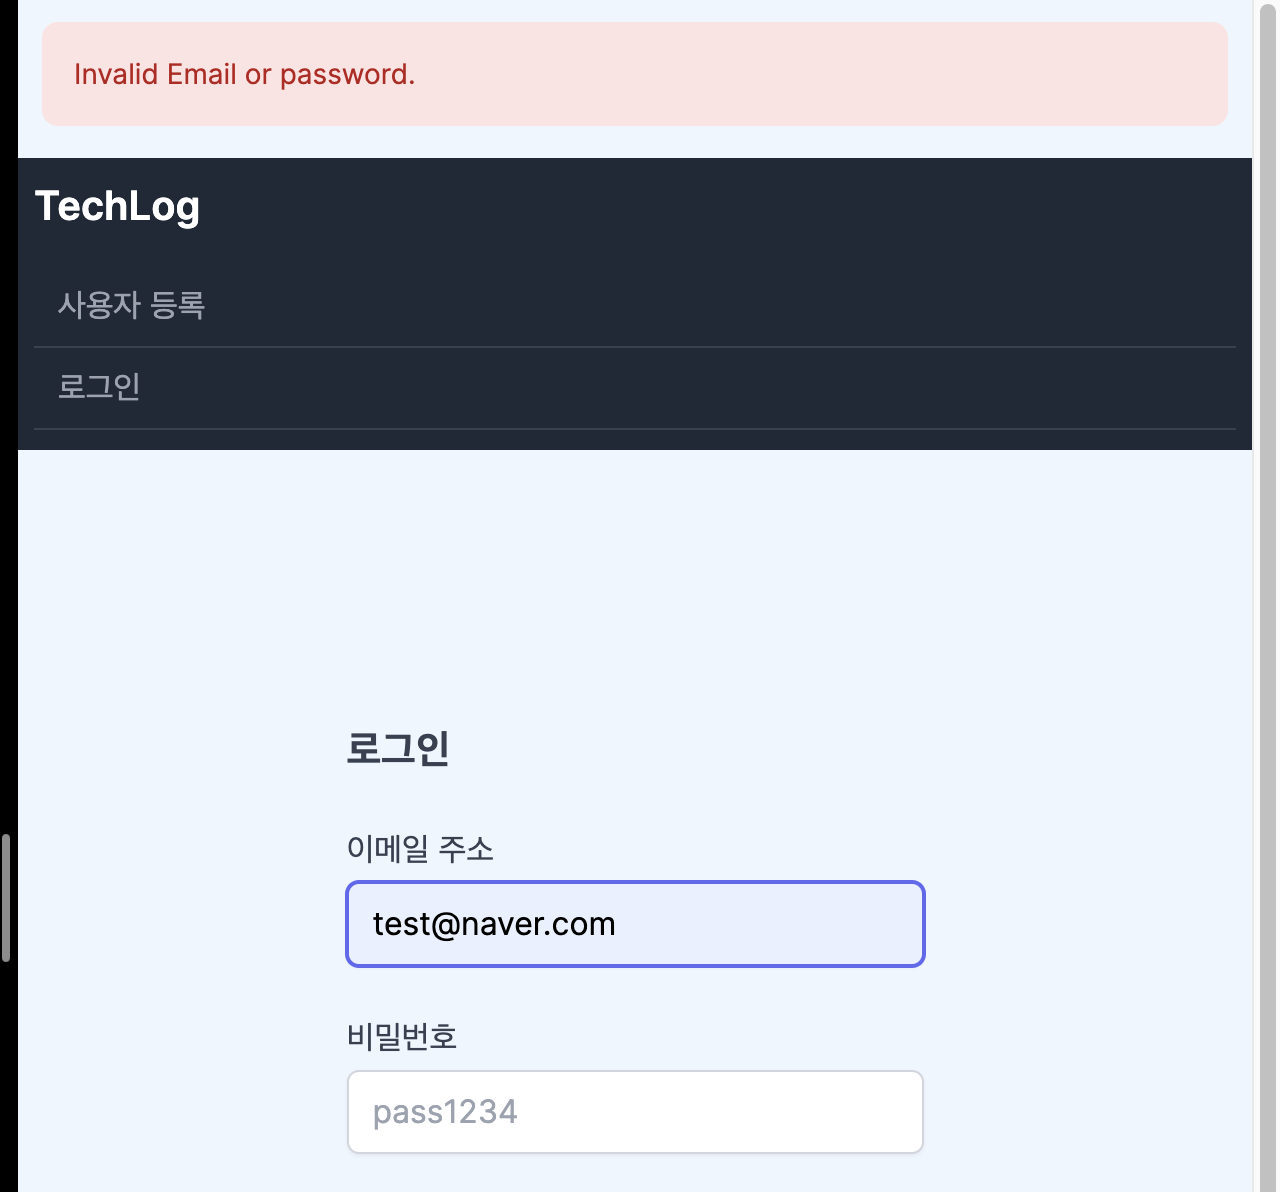 Invalid Email or password.
TechLog
사용자 등록
로그인
로그인
이메일 주소
test@naver.com
비밀번호
pass1234